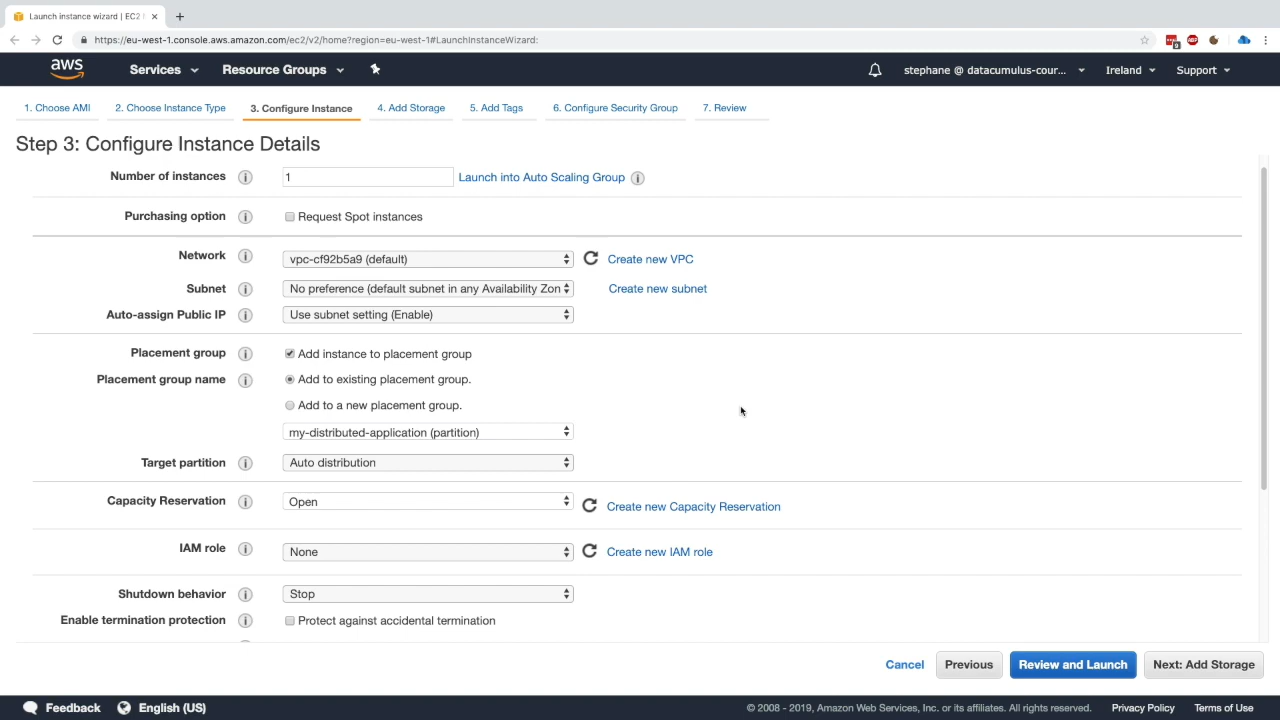 Launch instance wizard | EC2
https://eu-west-1.console.aws.amazon.com/ec2/v2/home?region=eu-west-1#LaunchInstanceWizard:
aws Services Resource Groups stephane @ datacumulus-cour... Ireland Support
1. Choose AMI 2. Choose Instance Type 3. Configure Instance 4. Add Storage 5. Add Tags 6. Configure Security Group 7. Review
Step 3: Configure Instance Details
Number of instances 1 Launch into Auto Scaling Group
Purchasing option Request Spot instances
Network vpc-cf92b5a9 (default) Create new VPC
Subnet No preference (default subnet in any Availability Zon Create new subnet
Auto-assign Public IP Use subnet setting (Enable)
Placement group Add instance to placement group
Placement group name Add to existing placement group.
Add to a new placement group.
my-distributed-application (partition)
Target partition Auto distribution
Capacity Reservation Open Create new Capacity Reservation
IAM role None Create new IAM role
Shutdown behavior Stop
Enable termination protection Protect against accidental termination
Cancel Previous Review and Launch Next: Add Storage
Feedback English (US) © 2008 - 2019, Amazon Web Services, Inc. or its affiliates. All rights reserved. Privacy Policy Terms of Use